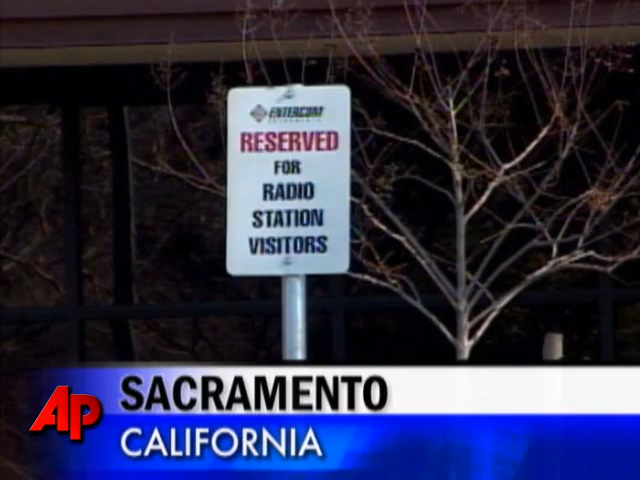 ENTERCOM
RESERVED
FOR
RADIO
STATION
VISITORS
AP
SACRAMENTO
CALIFORNIA